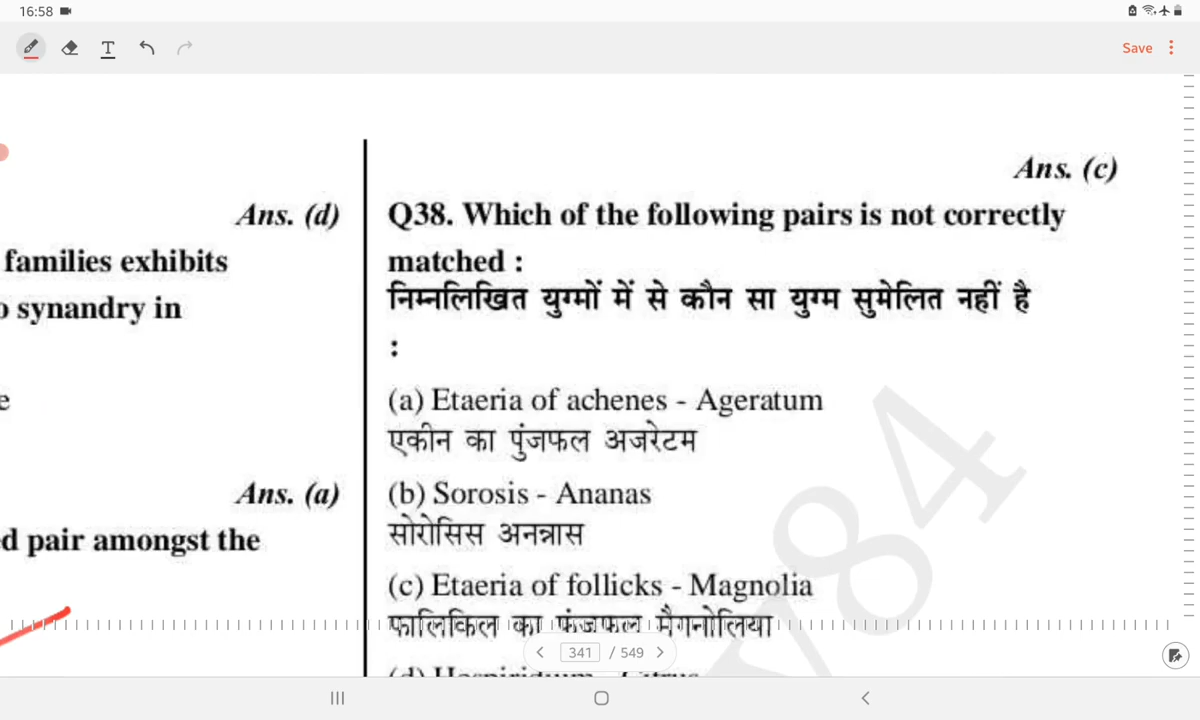 16:58
T
Save
Ans. (d)
families exhibits
synandry in
e
Ans. (a)
d pair amongst the
Ans. (c)
Q38. Which of the following pairs is not correctly
matched :
निम्नलिखित युग्मों में से कौन सा युग्म सुमेलित नहीं है
:
(a) Etaeria of achenes - Ageratum
एकीन का पुंजफल अजरेटम
(b) Sorosis - Ananas
सोरोसिस अनन्नास
(c) Etaeria of follicks - Magnolia
फालिकिल का फंजफल मैगनोलिया
341 / 549
y84